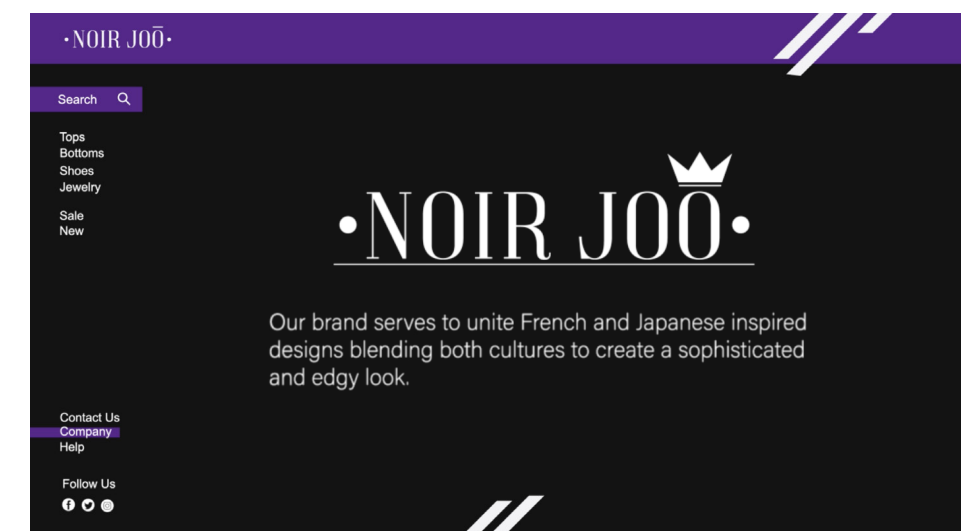 •NOIR JOŌ•
Search
Tops
Bottoms
Shoes
Jewelry
Sale
New
•NOIR JOŌ•
Our brand serves to unite French and Japanese inspired
designs blending both cultures to create a sophisticated
and edgy look.
Contact Us
Company
Help
Follow Us